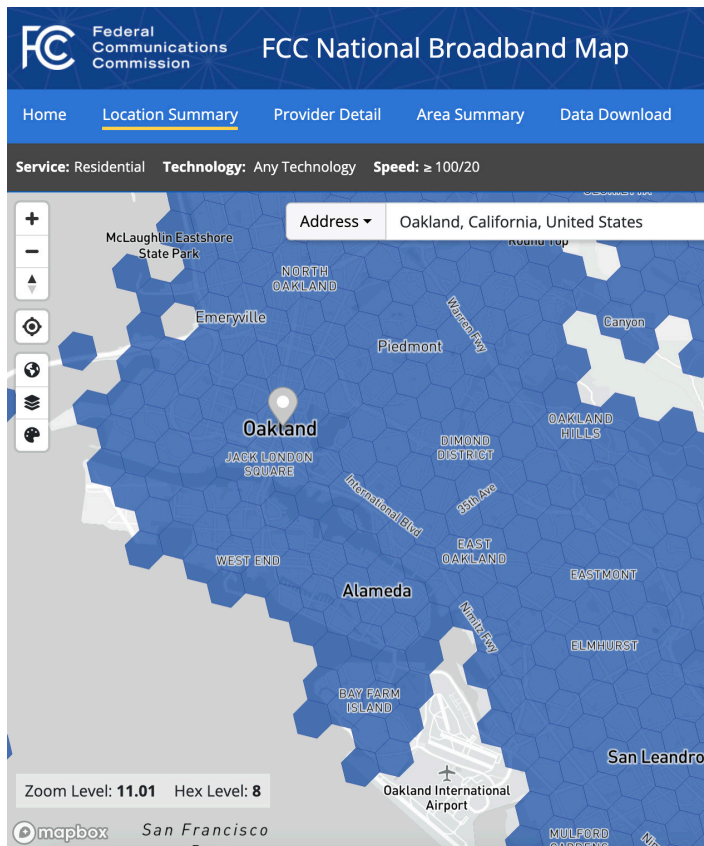 Federal
Communications
Commission
FCC National Broadband Map
Home Location Summary Provider Detail Area Summary Data Download
Service: Residential Technology: Any Technology Speed: ≥ 100/20
Address Oakland, California, United States
McLaughlin Eastshore
State Park
Round Top
NORTH
OAKLAND
Emeryville
Warren Fwy
Canyon
Piedmont
Oakland
OAKLAND
HILLS
DIMOND
DISTRICT
JACK LONDON
SQUARE
International Blvd
35th Ave
EAST
OAKLAND
WEST END
EASTMONT
Alameda
Nimitz Fwy
ELMHURST
BAY FARM
ISLAND
San Leandro
Zoom Level: 11.01 Hex Level: 8
Oakland International
Airport
mapbox
San Francisco
MULFORD
GARDENS